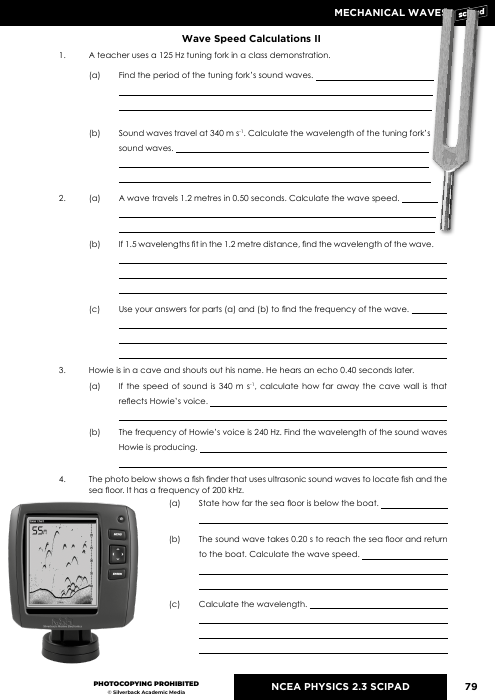 MECHANICAL WAVES
sciPAD
Wave Speed Calculations II
1. A teacher uses a 125 Hz tuning fork in a class demonstration.
(a) Find the period of the tuning fork's sound waves.
(b) Sound waves travel at 340 m s⁻¹. Calculate the wavelength of the tuning fork's
sound waves.
2. (a) A wave travels 1.2 metres in 0.50 seconds. Calculate the wave speed.
(b) If 1.5 wavelengths fit in the 1.2 metre distance, find the wavelength of the wave.
(c) Use your answers for parts (a) and (b) to find the frequency of the wave.
3. Howie is in a cave and shouts out his name. He hears an echo 0.40 seconds later.
(a) If the speed of sound is 340 m s⁻¹, calculate how far away the cave wall is that
reflects Howie's voice.
(b) The frequency of Howie's voice is 240 Hz. Find the wavelength of the sound waves
Howie is producing.
4. The photo below shows a fish finder that uses ultrasonic sound waves to locate fish and the
sea floor. It has a frequency of 200 kHz.
(a) State how far the sea floor is below the boat.
55m
(b) The sound wave takes 0.20 s to reach the sea floor and return
to the boat, Calculate the wave speed.
(c) Calculate the wavelength.
PHOTOCOPYING PROHIBITED
© Silverback Academic Media
NCEA PHYSICS 2.3 SCIPAD
79